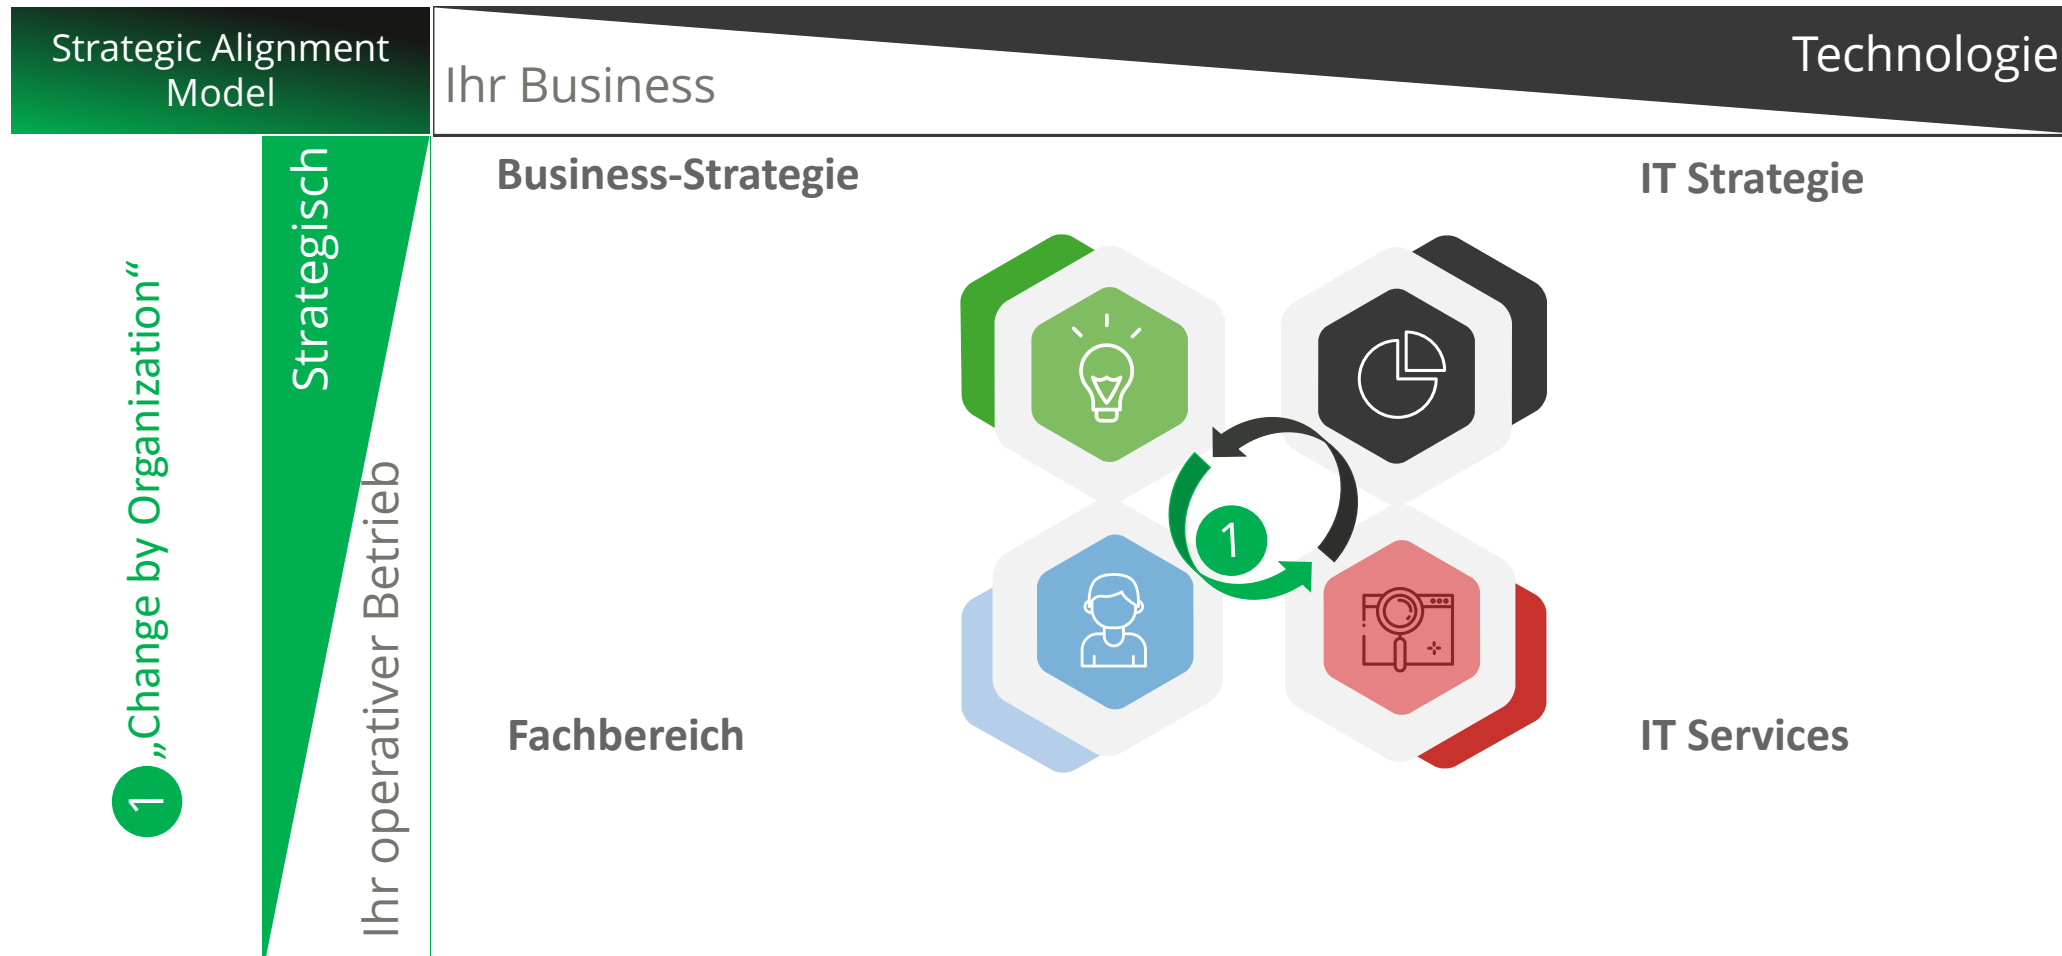 Strategic Alignment
Model
Ihr Business
Technologie
Strategisch
Ihr operativer Betrieb
1
„Change by Organization“
Business-Strategie
IT Strategie
1
Fachbereich
IT Services